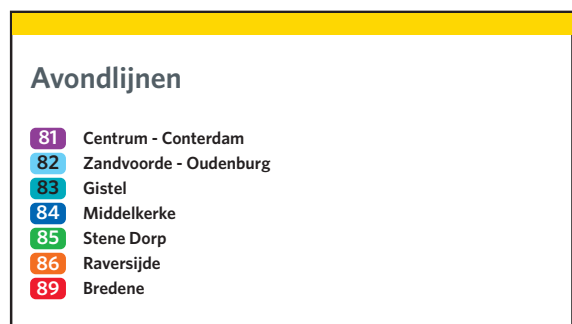 Avondlijnen
81 Centrum - Conterdam
82 Zandvoorde - Oudenburg
83 Gistel
84 Middelkerke
85 Stene Dorp
86 Raversijde
89 Bredene